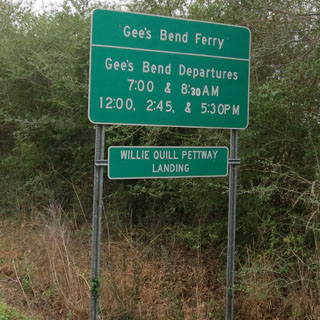 Gee's Bend Ferry
Gee's Bend Departures
7:00 & 8:30AM
12:00, 2:45, & 5:30PM
WILLIE QUILL PETTWAY
LANDING